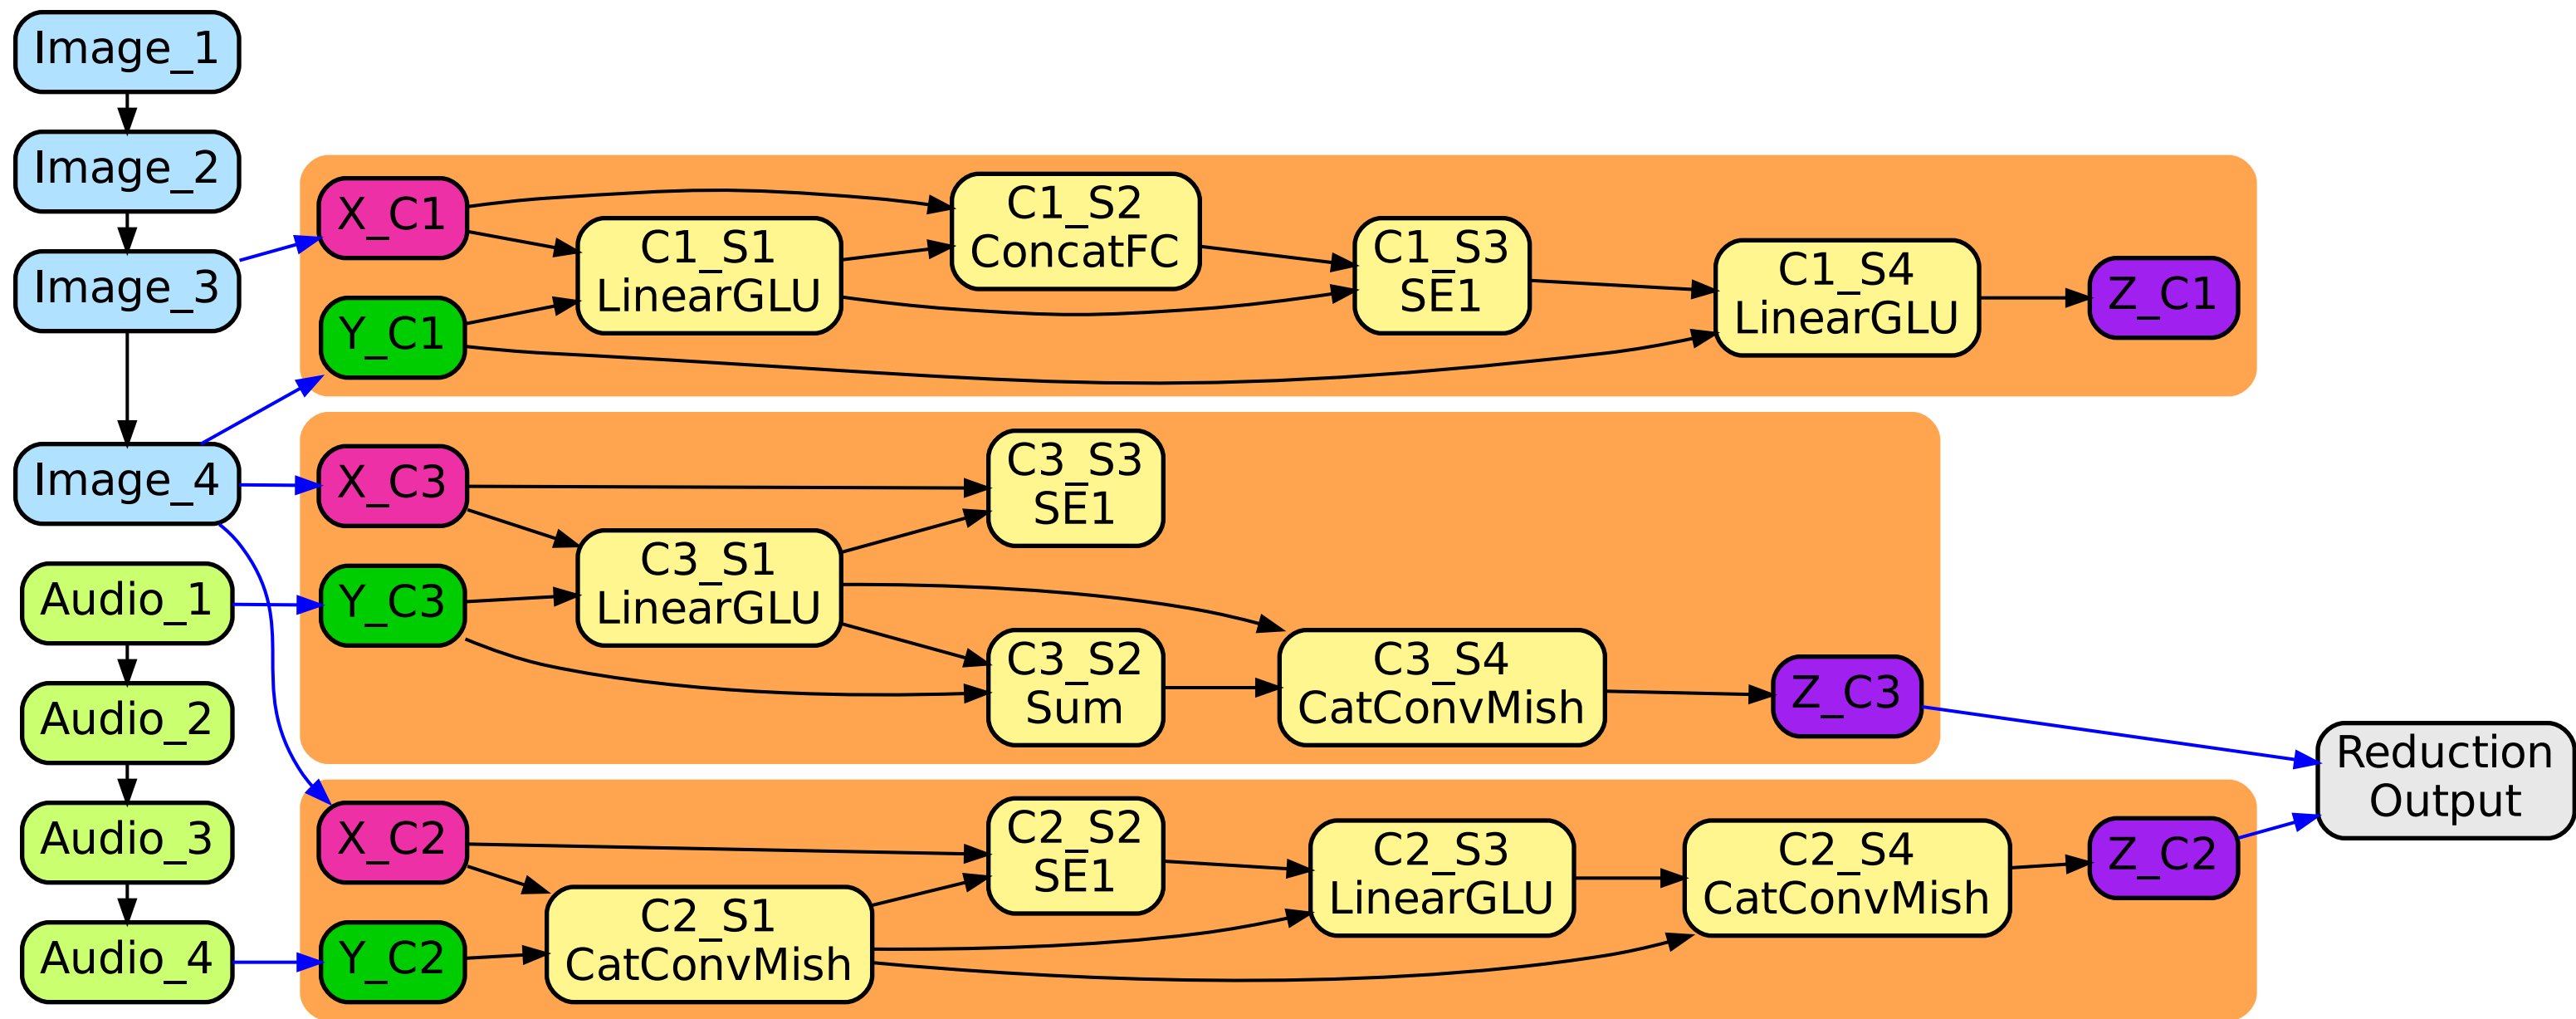 Image_1
Image_2
Image_3
Image_4
Audio_1
Audio_2
Audio_3
Audio_4
X_C1
Y_C1
C1_S1
LinearGLU
C1_S2
ConcatFC
C1_S3
SE1
C1_S4
LinearGLU
Z_C1
X_C3
Y_C3
C3_S1
LinearGLU
C3_S3
SE1
C3_S2
Sum
C3_S4
CatConvMish
Z_C3
X_C2
Y_C2
C2_S1
CatConvMish
C2_S2
SE1
C2_S3
LinearGLU
C2_S4
CatConvMish
Z_C2
Reduction
Output